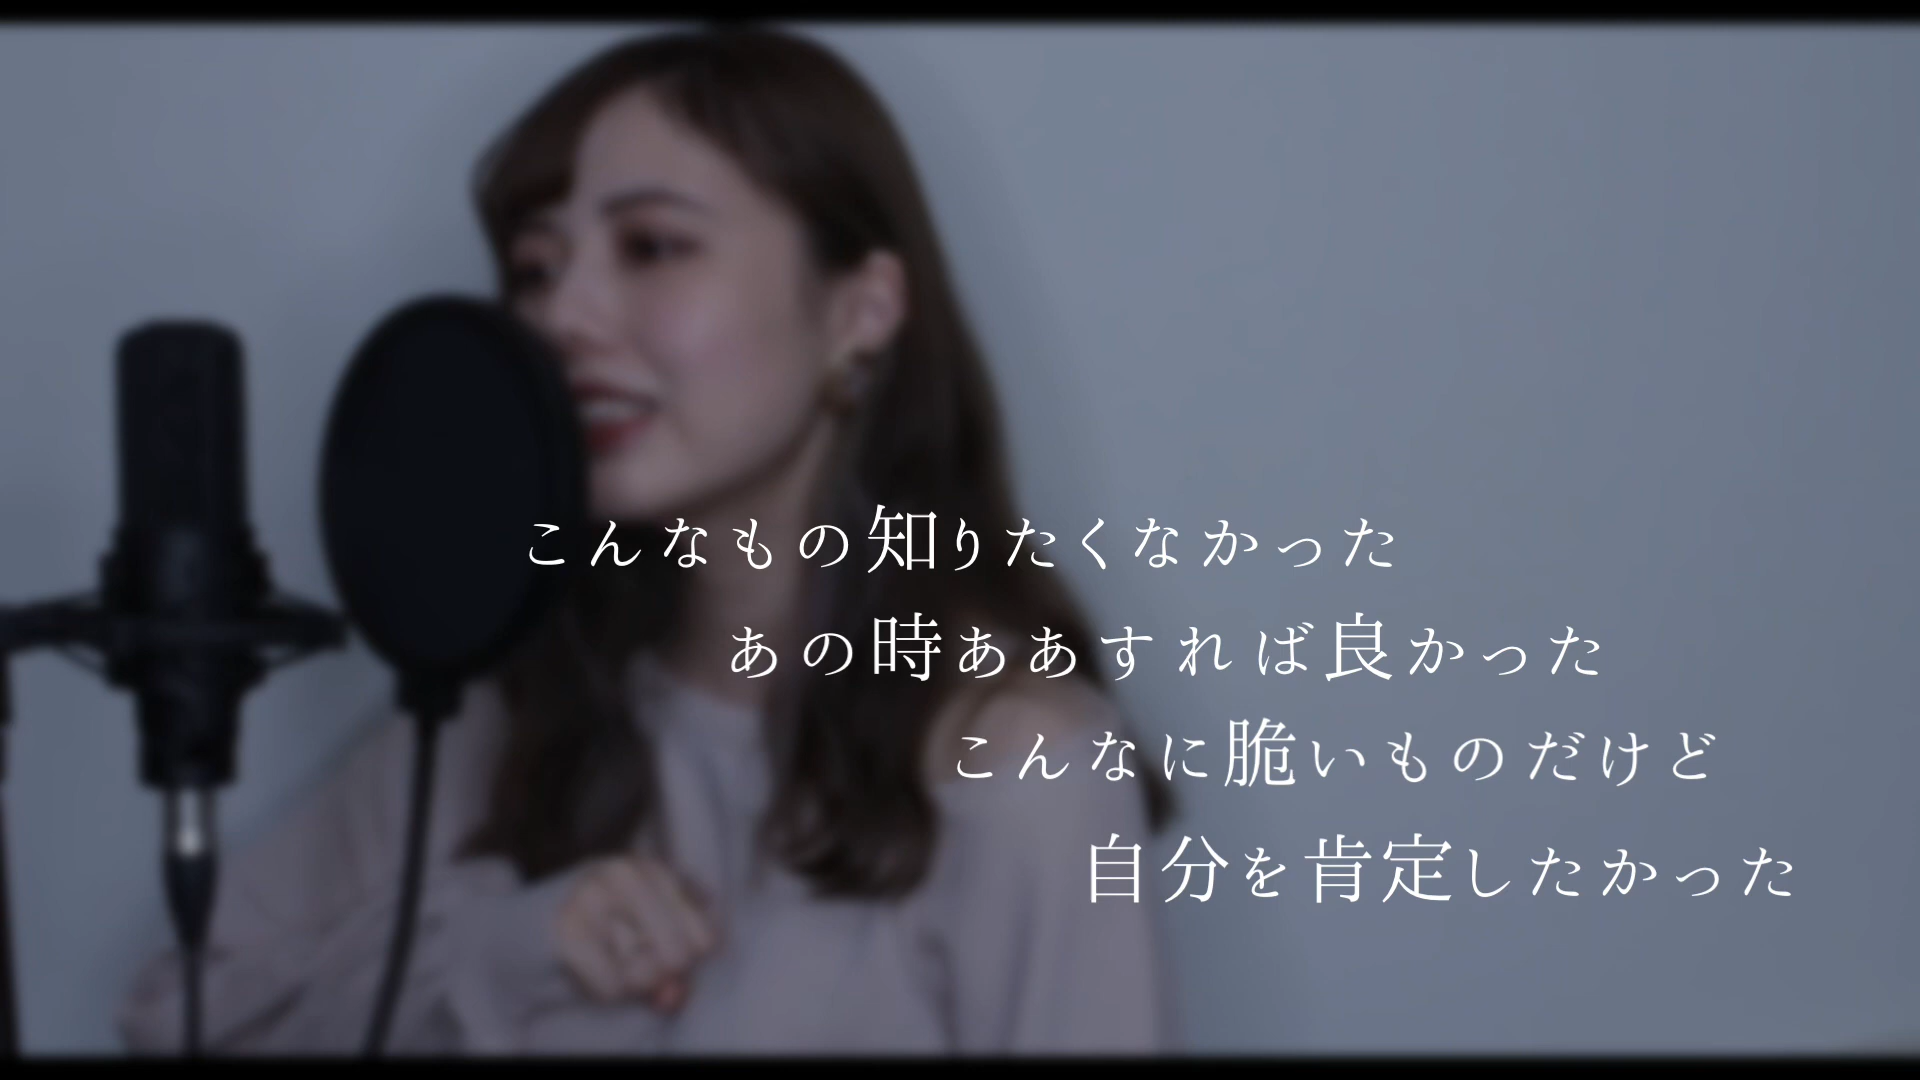 こんなもの知りたくなかった
あの時ああすれば良かった
こんなに脆いものだけど
自分を肯定したかった